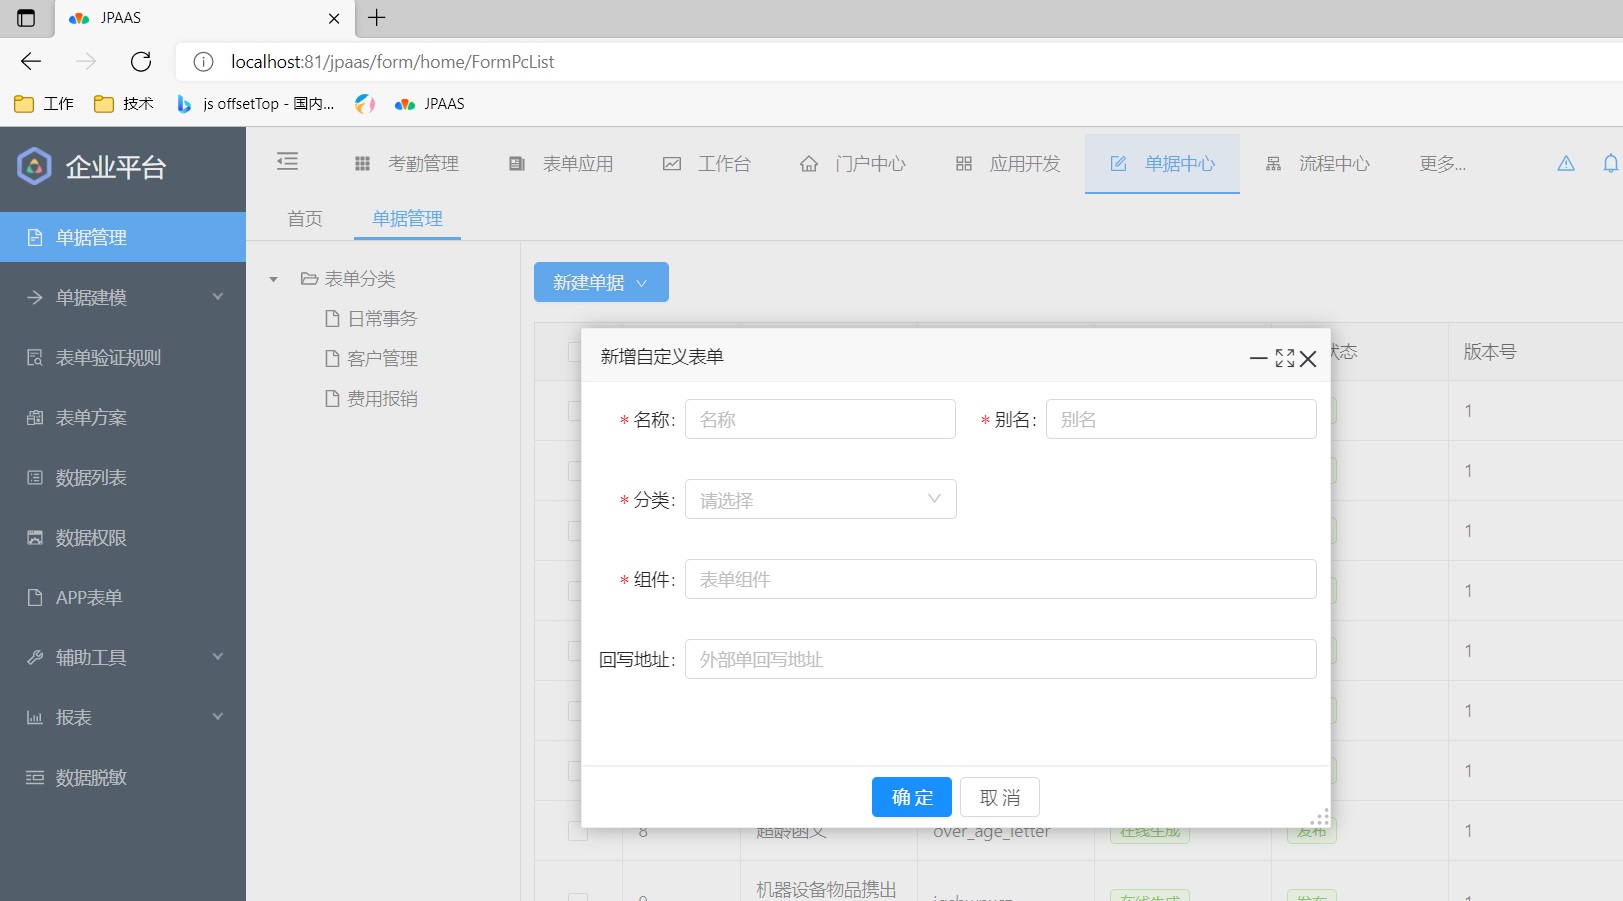 JPAAS
localhost:81/jpaas/form/home/FormPcList
工作 技术 js offsetTop - 国内... JPAAS
企业平台 考勤管理 表单应用 工作台 门户中心 应用开发 单据中心 流程中心 更多...
首页 单据管理
单据管理
单据建模
表单验证规则
表单方案
数据列表
数据权限
APP表单
辅助工具
报表
数据脱敏
表单分类
日常事务
客户管理
费用报销
新建单据
状态 版本号
新增自定义表单
* 名称: 名称 * 别名: 别名
* 分类: 请选择
* 组件: 表单组件
回写地址: 外部单回写地址
确 定 取 消
1
1
1
1
1
1
1
8 超龄函文 over_age_letter 在线生成 发布 1
机器设备物品携出
在线生成 发布